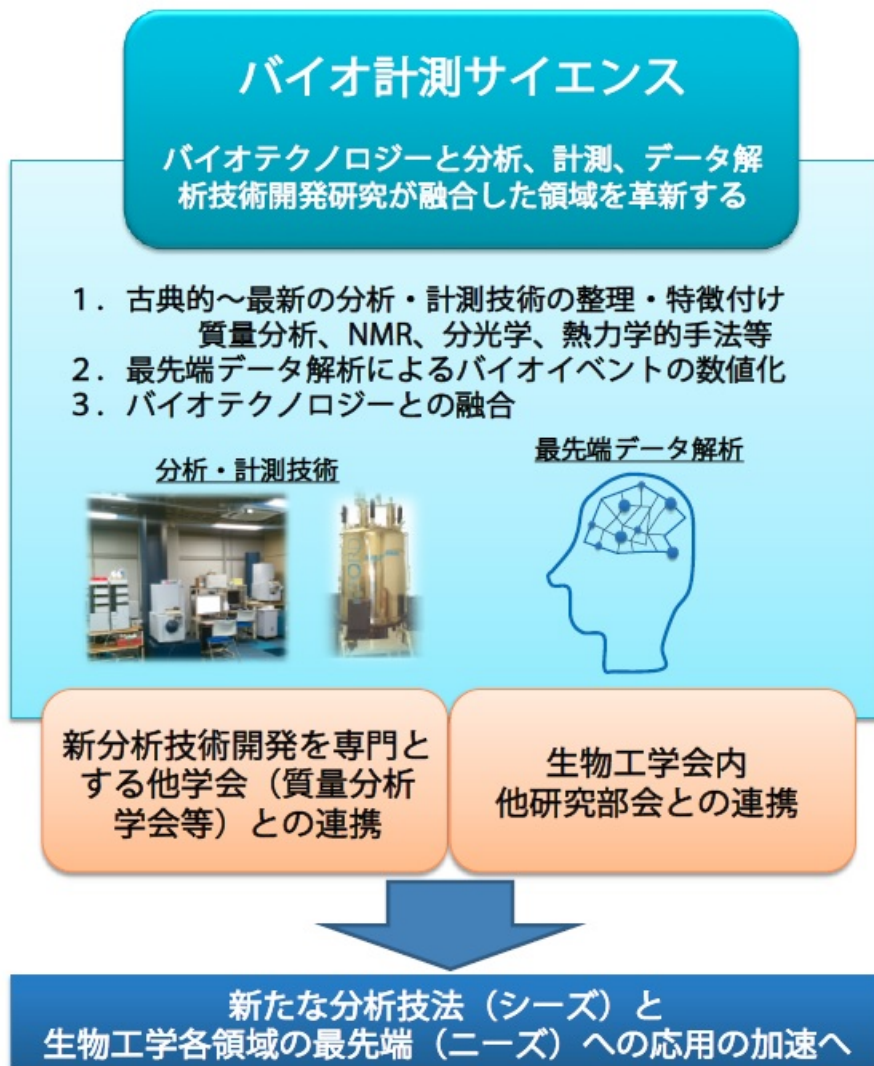 バイオ計測サイエンス
バイオテクノロジーと分析、計測、データ解
析技術開発研究が融合した領域を革新する
1．古典的～最新の分析・計測技術の整理・特徴付け
質量分析、NMR、分光学、熱力学的手法等
2．最先端データ解析によるバイオイベントの数値化
3．バイオテクノロジーとの融合
分析・計測技術
最先端データ解析
新分析技術開発を専門と
する他学会（質量分析
学会等）との連携
生物工学会内
他研究部会との連携
新たな分析技法（シーズ）と
生物工学各領域の最先端（ニーズ）への応用の加速へ